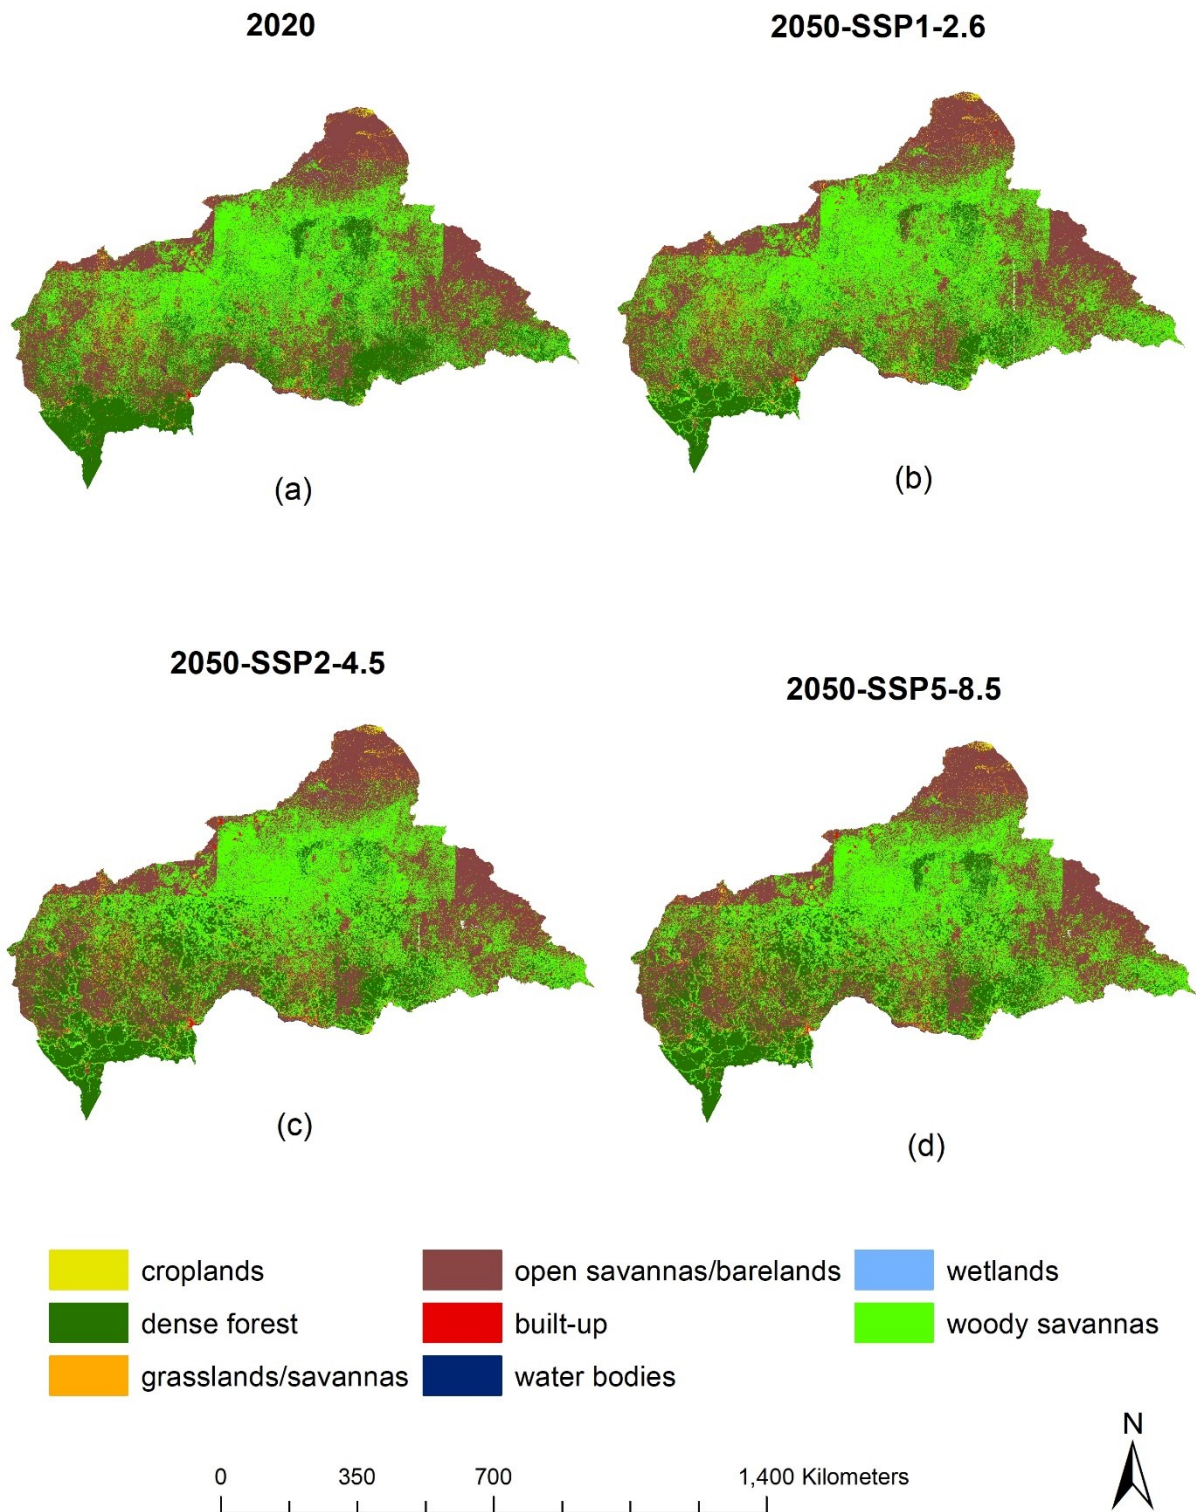 2020
2050-SSP1-2.6
(a)
(b)
2050-SSP2-4.5
2050-SSP5-8.5
(c)
(d)
croplands
open savannas/barelands
wetlands
dense forest
built-up
woody savannas
grasslands/savannas
water bodies
N
0 350 700 1,400 Kilometers